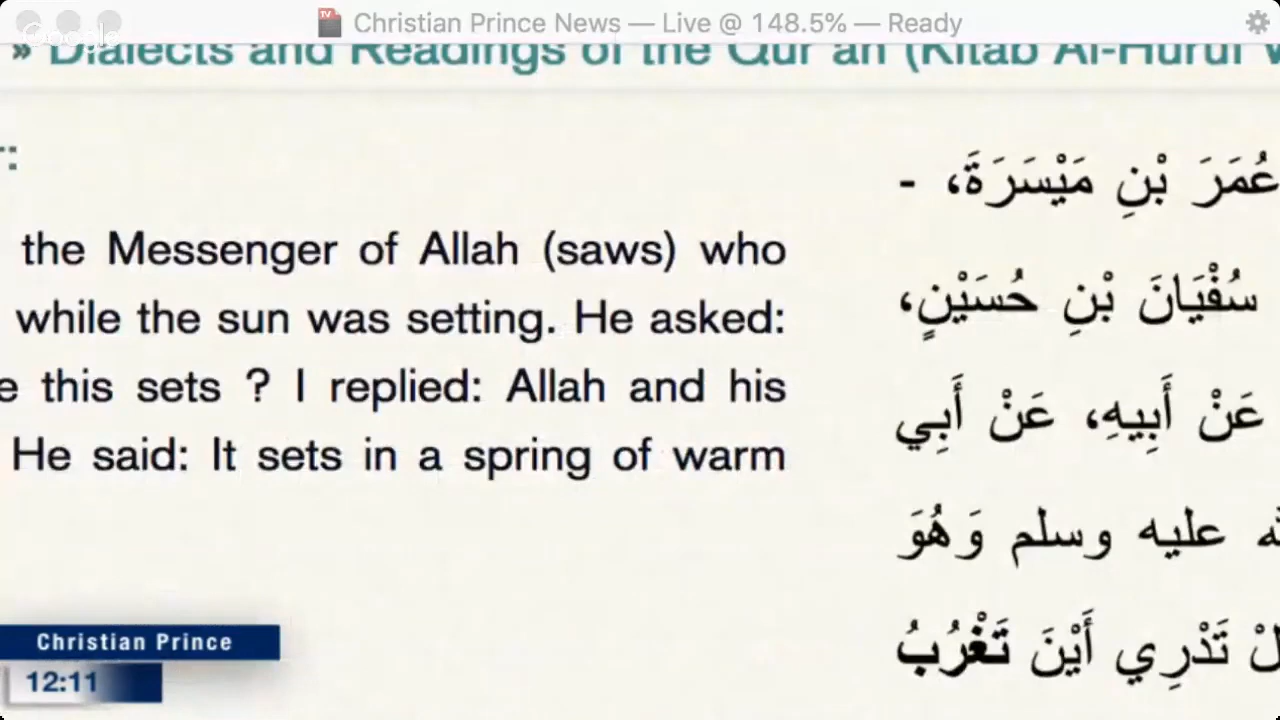 Christian Prince News — Live @ 148.5% — Ready
Google
» Dialects and Readings of the Qur'an (Kitab Al-Huruf
the Messenger of Allah (saws) who
while the sun was setting. He asked:
this sets ? I replied: Allah and his
He said: It sets in a spring of warm
عُمَرَ بْنِ مَيْسَرَةَ، -
سُفْيَانَ بْنِ حُسَيْنٍ،
عَنْ أَبِيهِ، عَنْ أَبِي
عليه وسلم وَهُوَ
تَدْرِي أَيْنَ تَغْرُبُ
Christian Prince
12:11